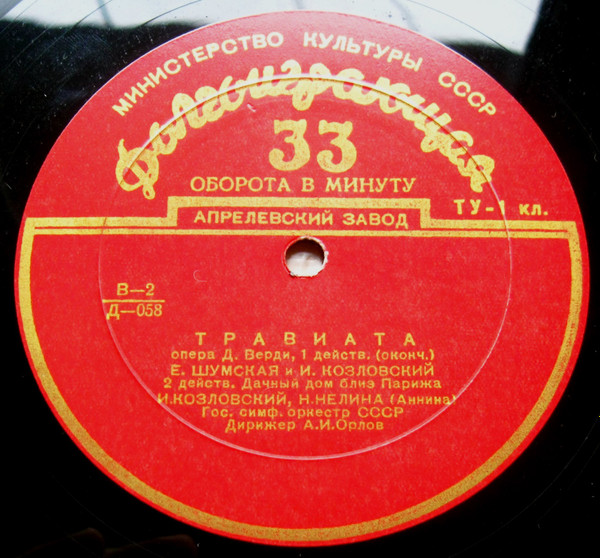 МИНИСТЕРСТВО КУЛЬТУРЫ СССР
Долгоиграющая
33
ОБОРОТА В МИНУТУ
ТУ-1 кл.
АПРЕЛЕВСКИЙ ЗАВОД
В-2
Д-058
ТРАВИАТА
опера Д. Верди, 1 действ. (оконч.)
Е. ШУМСКАЯ и И. КОЗЛОВСКИЙ
2 действ. Дачный дом близ Парижа
И.КОЗЛОВСКИЙ, Н.НЕЛИНА (Аннина)
Гос. симф. оркестр СССР
Дирижер А.И.Орлов